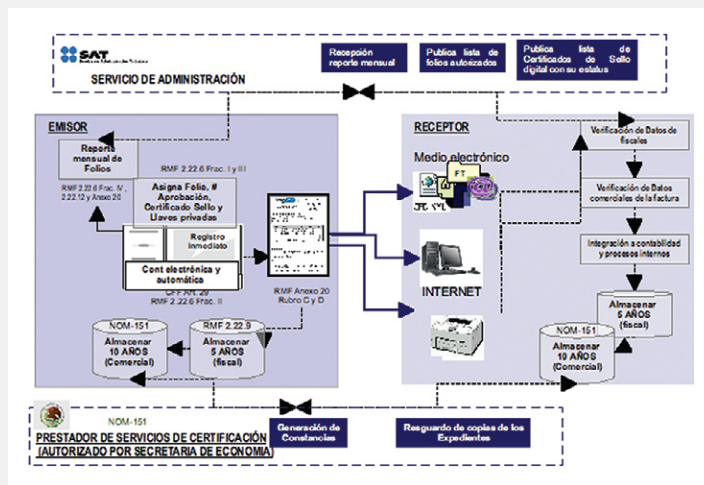 SAT
SERVICIO DE ADMINISTRACIÓN
Recepción
reporte mensual
Publica lista de
folios autorizados
Publica lista de
Certificados de Sello
digital con su estatus
EMISOR
Reporte
mensual de
Folios
RMF 2.22.6 Frac. IV ,
2.22.12 y Anexo 20
RMF 2.22.6 Frac. I y III
Asigna Folio, #
Aprobación,
Certificado Sello y
Llaves privadas
Registro
Inmediato
Cont electrónica y
automática
CFF Art. 29
RMF 2.22.6 Frac. II
RMF Anexo 20
Rubro C y D
NOM-151
Almacenar
10 AÑOS
(Comercial)
RMF 2.22.9
Almacenar
5 AÑOS
(fiscal)
RECEPTOR
Medio electrónico
FT
INTERNET
Verificación de Datos de
fiscales
Verificación de Datos
comerciales de la factura
Integración a contabilidad
y procesos internos
Almacenar
5 AÑOS
(fiscal)
NOM-151
Almacenar
10 AÑOS
(Comercial)
NOM-151
PRESTADOR DE SERVICIOS DE CERTIFICACIÓN
(AUTORIZADO POR SECRETARIA DE ECONOMIA)
Generación de
Constancias
Resguardo de copias de los
Expedientes